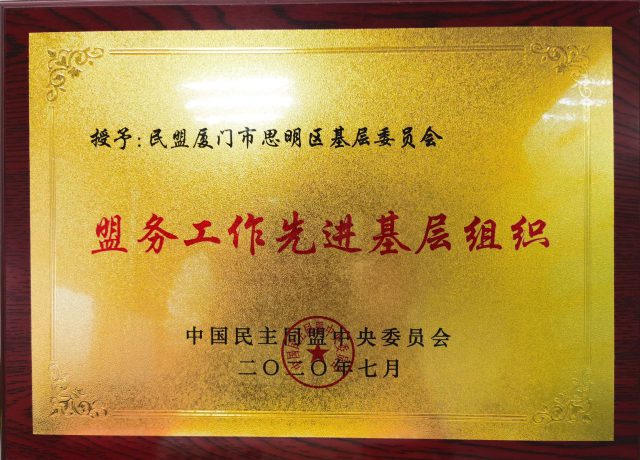 授予:民盟厦门市思明区基层委员会
盟务工作先进基层组织
中国民主同盟中央委员会
二〇二〇年七月